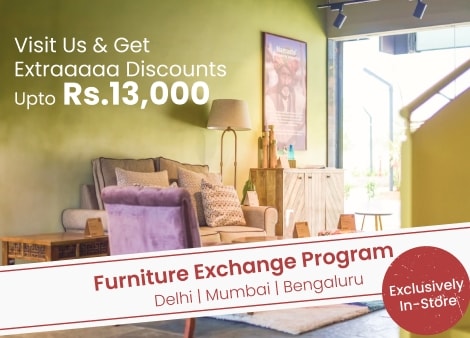 Visit Us & Get
Extraaaaa Discounts
Upto Rs.13,000
Furniture Exchange Program
Delhi | Mumbai | Bengaluru
Exclusively
In-Store